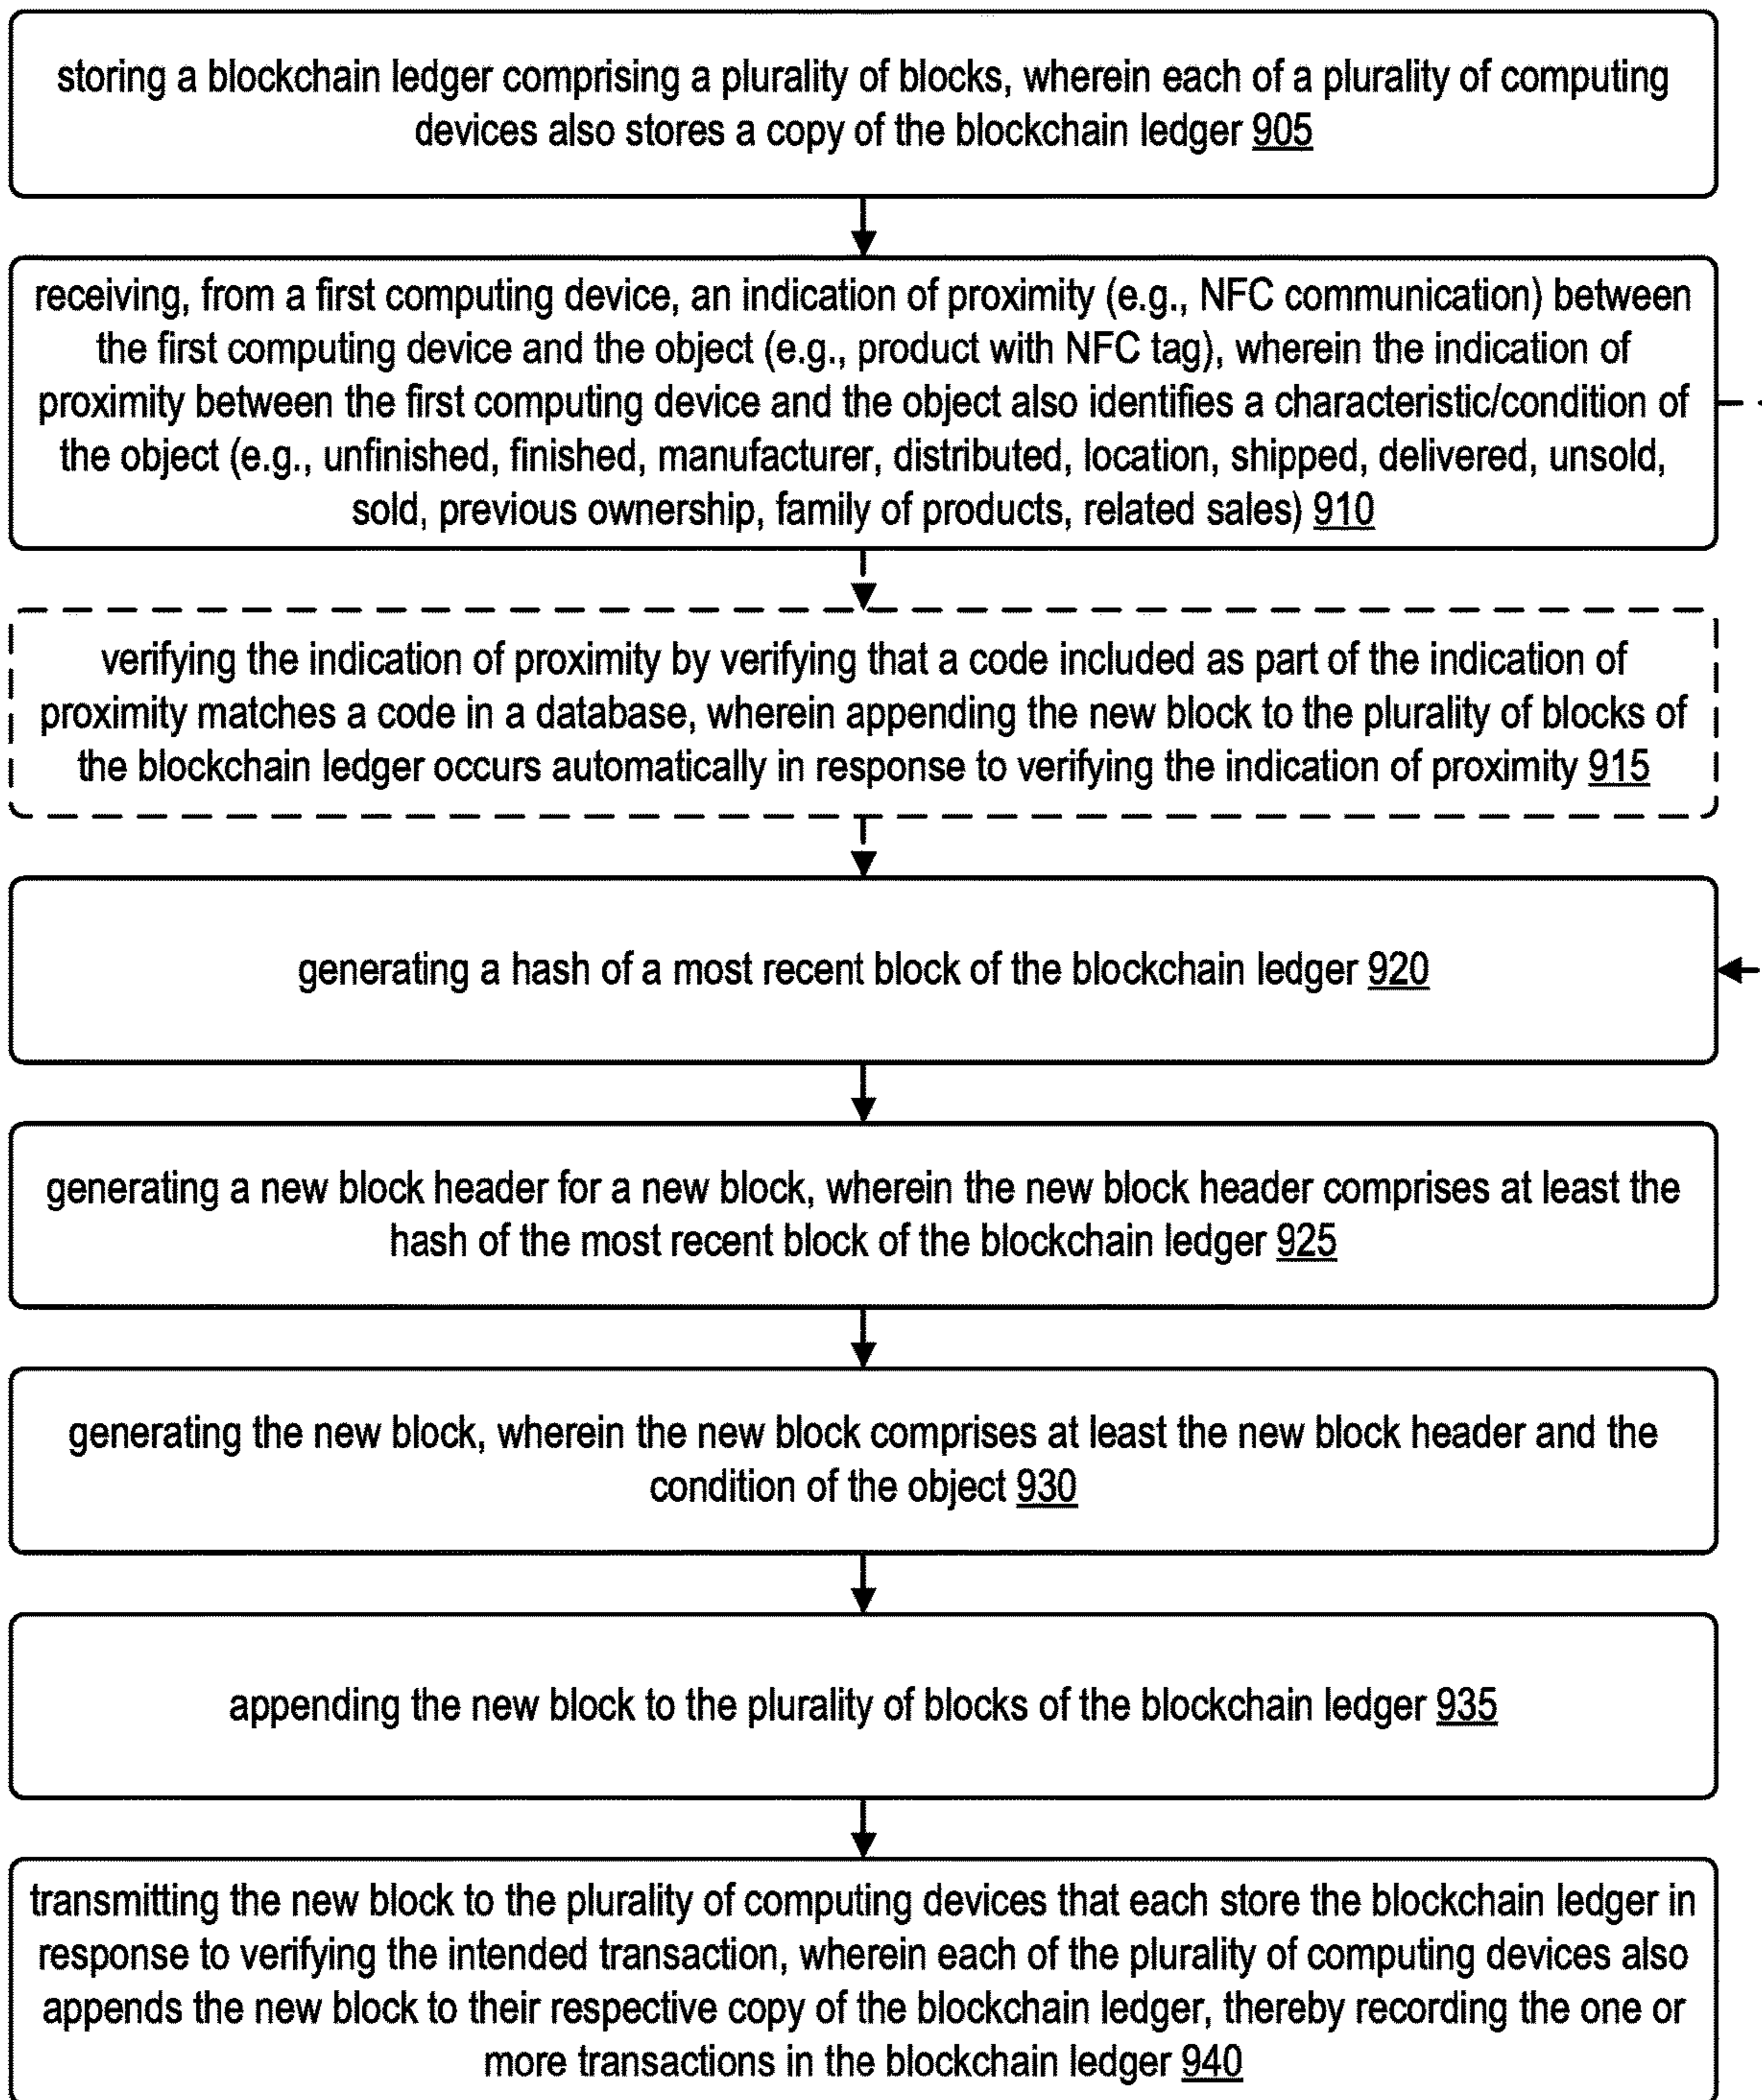 storing a blockchain ledger comprising a plurality of blocks, wherein each of a plurality of computing
devices also stores a copy of the blockchain ledger 905
receiving, from a first computing device, an indication of proximity (e.g., NFC communication) between
the first computing device and the object (e.g., product with NFC tag), wherein the indication of
proximity between the first computing device and the object also identifies a characteristic/condition of
the object (e.g., unfinished, finished, manufacturer, distributed, location, shipped, delivered, unsold,
sold, previous ownership, family of products, related sales) 910
verifying the indication of proximity by verifying that a code included as part of the indication of
proximity matches a code in a database, wherein appending the new block to the plurality of blocks of
the blockchain ledger occurs automatically in response to verifying the indication of proximity 915
generating a hash of a most recent block of the blockchain ledger 920
generating a new block header for a new block, wherein the new block header comprises at least the
hash of the most recent block of the blockchain ledger 925
generating the new block, wherein the new block comprises at least the new block header and the
condition of the object 930
appending the new block to the plurality of blocks of the blockchain ledger 935
transmitting the new block to the plurality of computing devices that each store the blockchain ledger in
response to verifying the intended transaction, wherein each of the plurality of computing devices also
appends the new block to their respective copy of the blockchain ledger, thereby recording the one or
more transactions in the blockchain ledger 940